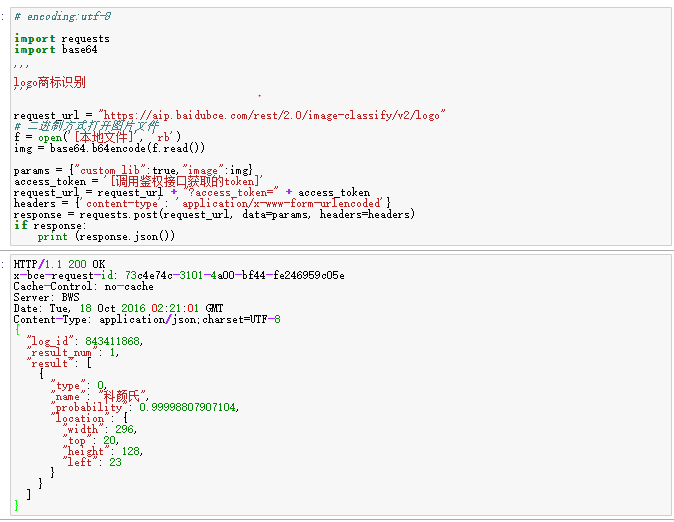 :
# encoding:utf-8
import requests
import base64
'''
logo商标识别
'''
request_url = "https://aip.baidubce.com/rest/2.0/image-classify/v2/logo"
# 二进制方式打开图片文件
f = open('[本地文件]', 'rb')
img = base64.b64encode(f.read())
params = {"custom_lib":true,"image":img}
access_token = '[调用鉴权接口获取的token]'
request_url = request_url + "?access_token=" + access_token
headers = {'content-type': 'application/x-www-form-urlencoded'}
response = requests.post(request_url, data=params, headers=headers)
if response:
    print (response.json())
:
HTTP/1.1 200 OK
x-bce-request-id: 73c4e74c-3101-4a00-bf44-fe246959c05e
Cache-Control: no-cache
Server: BWS
Date: Tue, 18 Oct 2016 02:21:01 GMT
Content-Type: application/json;charset=UTF-8
{
  "log_id": 843411868,
  "result_num": 1,
  "result": [
    {
      "type": 0,
      "name": "科颜氏",
      "probability": 0.99998807907104,
      "location": {
        "width": 296,
        "top": 20,
        "height": 128,
        "left": 23
      }
    }
  ]
}